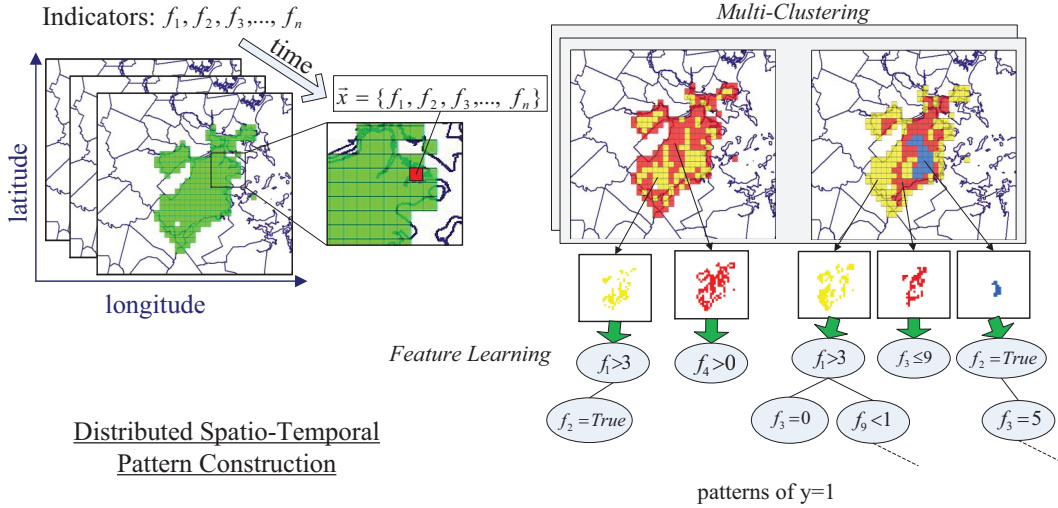 Indicators: f₁, f₂, f₃,..., fₙ
time
x⃗ = {f₁, f₂, f₃,..., fₙ}
latitude
longitude
Multi-Clustering
Feature Learning
f₁>3
f₄>0
f₁>3
f₃≤9
f₂=True
f₂=True
f₃=0
f₉<1
f₃=5
Distributed Spatio-Temporal
Pattern Construction
patterns of y=1